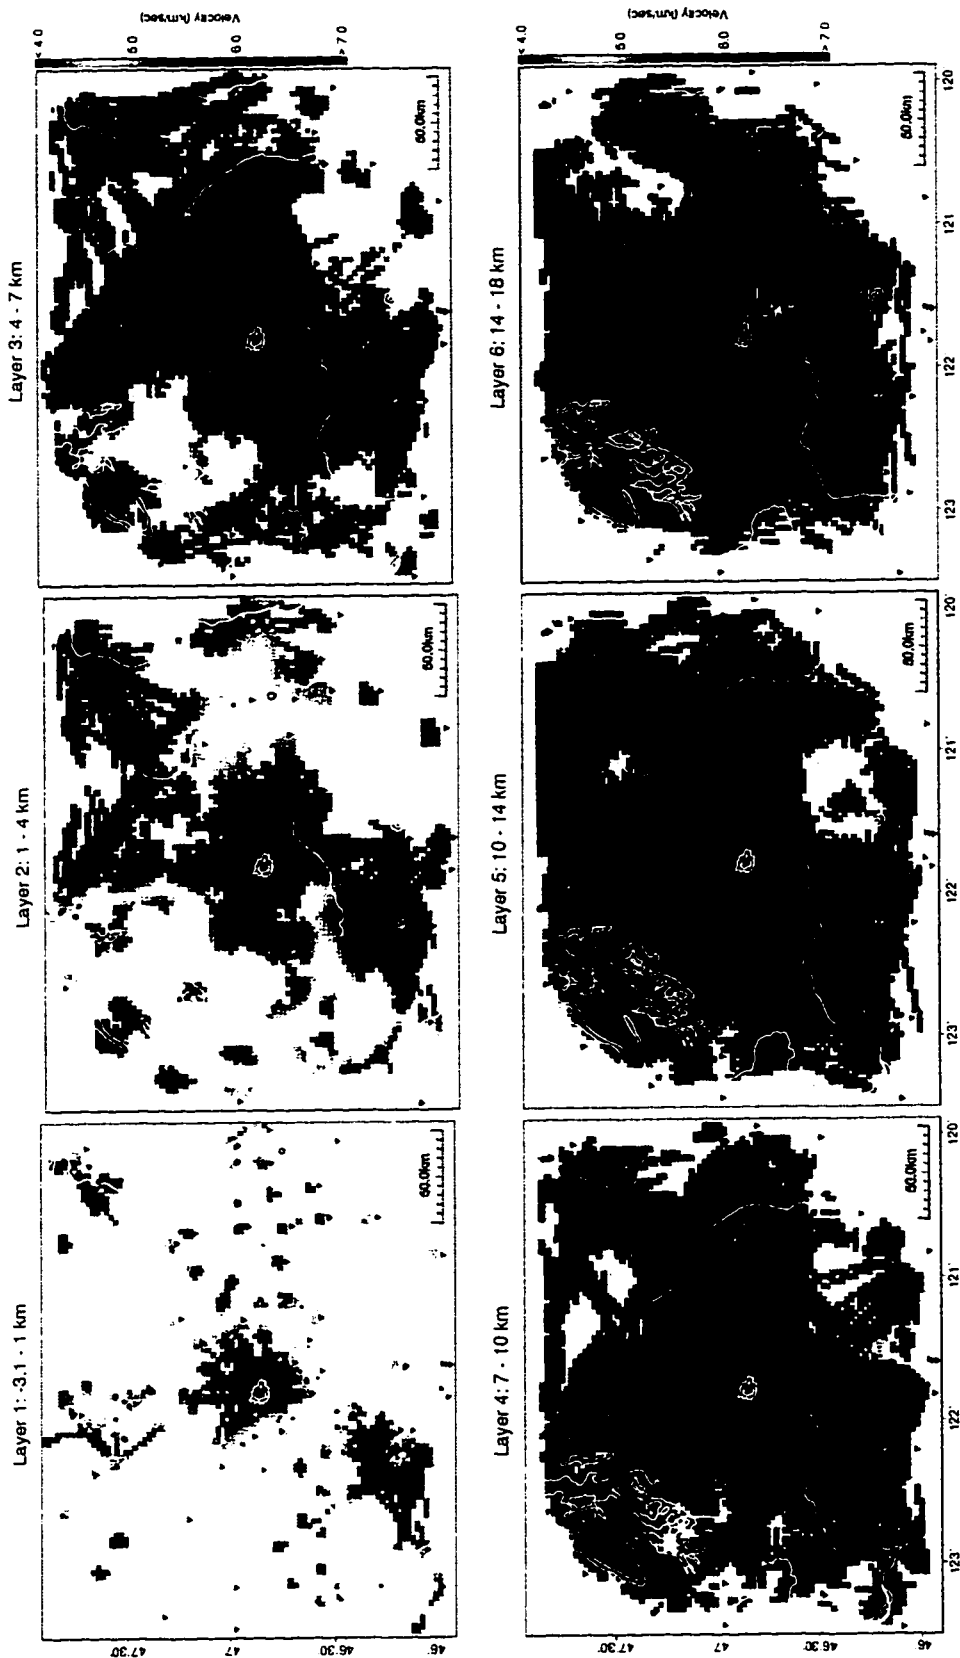 Layer 1: -3.1 - 1 km
Layer 2: 1 - 4 km
Layer 3: 4 - 7 km
Velocity (km/sec)
< 4.0
5.0
6.0
> 7.0
47°30'
47°
46°30'
46°
60.0km
60.0km
60.0km
Layer 4: 7 - 10 km
Layer 5: 10 - 14 km
Layer 6: 14 - 18 km
Velocity (km/sec)
< 4.0
5.0
6.0
> 7.0
47°30'
47°
46°30'
46°
60.0km
60.0km
60.0km
123°
122°
121°
120°
123°
122°
121°
120°
123
122
121
120